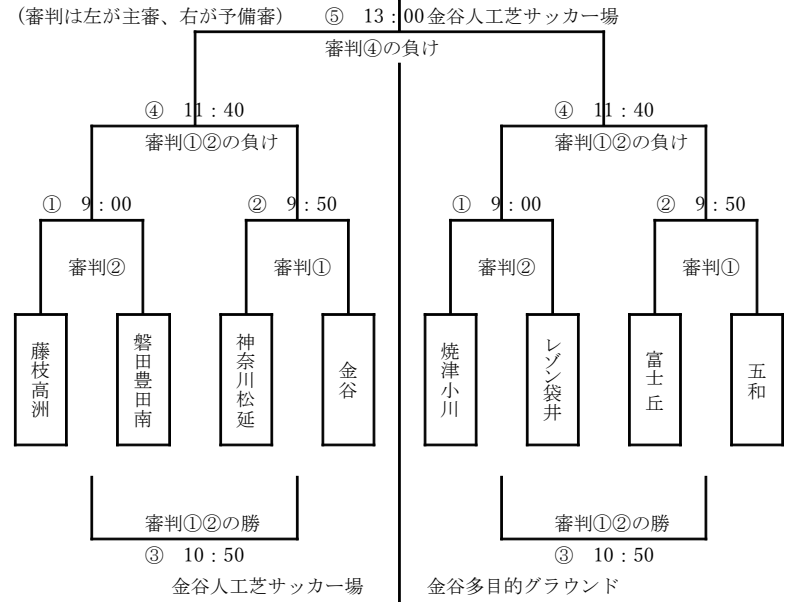 (審判は左が主審、右が予備審) ⑤ 13：00金谷人工芝サッカー場
審判④の負け
④ 11：40
④ 11：40
審判①②の負け
審判①②の負け
① 9：00
② 9：50
① 9：00
② 9：50
審判②
審判①
審判②
審判①
藤枝高洲
磐田豊田南
神奈川松延
金谷
焼津小川
レゾン袋井
富士丘
五和
審判①②の勝
審判①②の勝
③ 10：50
③ 10：50
金谷人工芝サッカー場
金谷多目的グラウンド